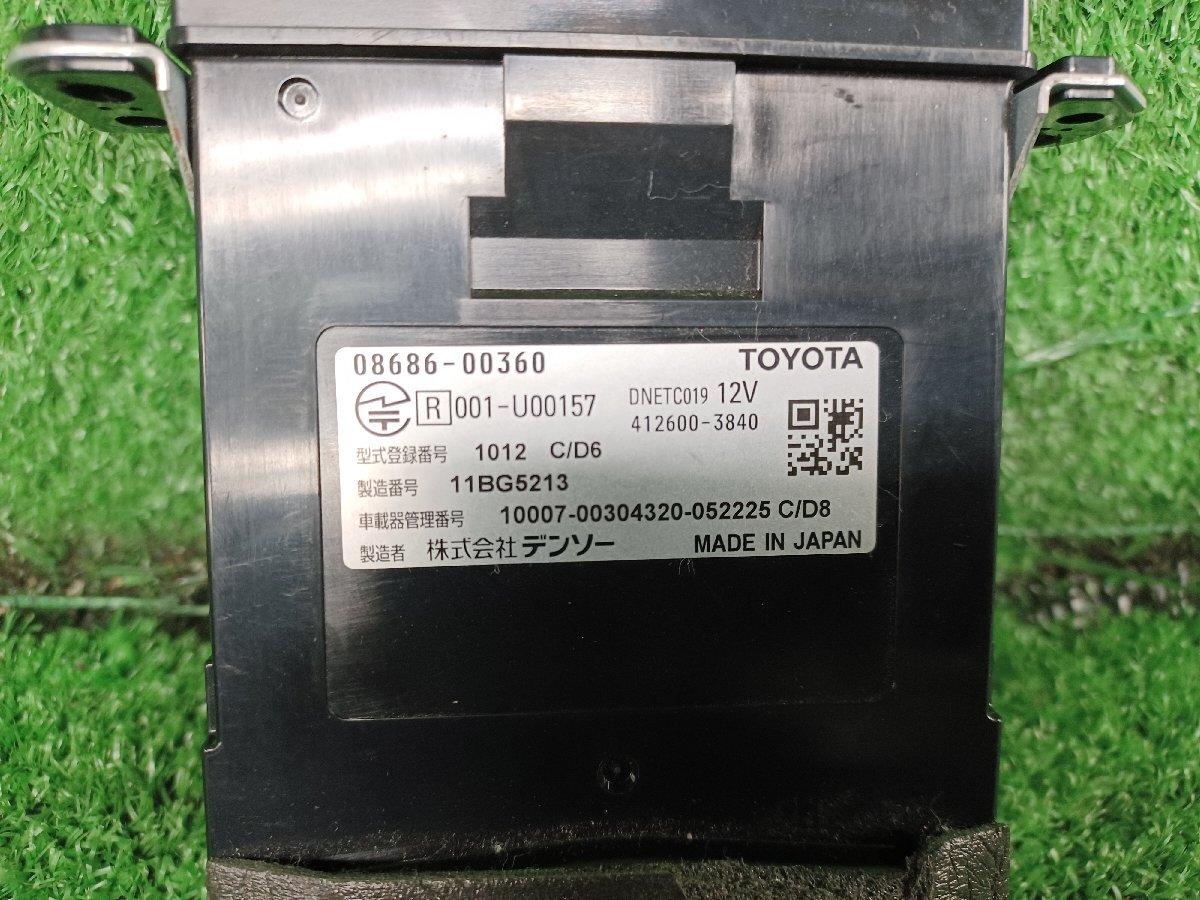 08686-00360 TOYOTA
R 001-U00157 DNETC019 12V
412600-3840
型式登録番号 1012 C/D6
製造番号 11BG5213
車載器管理番号 10007-00304320-052225 C/D8
製造者 株式会社 デンソー MADE IN JAPAN